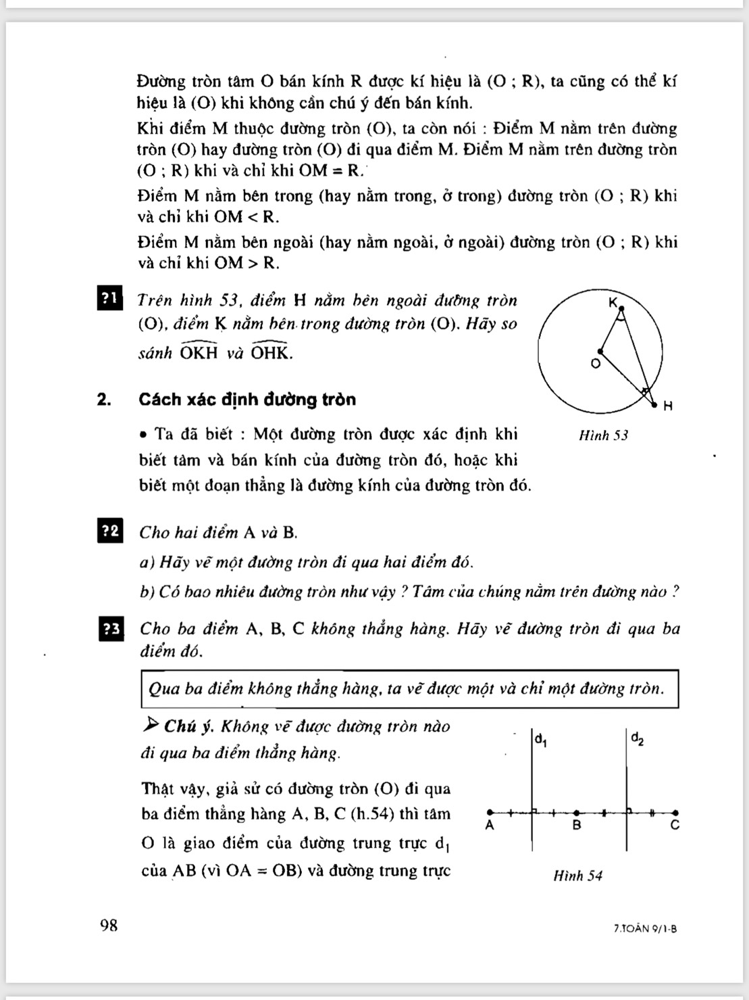 Đường tròn tâm O bán kính R được kí hiệu là (O ; R), ta cũng có thể kí
hiệu là (O) khi không cần chú ý đến bán kính.
Khi điểm M thuộc đường tròn (O), ta còn nói : Điểm M nằm trên đường
tròn (O) hay đường tròn (O) đi qua điểm M. Điểm M nằm trên đường tròn
(O ; R) khi và chỉ khi OM = R.
Điểm M nằm bên trong (hay nằm trong, ở trong) đường tròn (O ; R) khi
và chỉ khi OM < R.
Điểm M nằm bên ngoài (hay nằm ngoài, ở ngoài) đường tròn (O ; R) khi
và chỉ khi OM > R.
?1 Trên hình 53, điểm H nằm bên ngoài đường tròn
(O), điểm K nằm bên trong đường tròn (O). Hãy so
sánh OKH và OHK.
K
O
H
Hình 53
2. Cách xác định đường tròn
• Ta đã biết : Một đường tròn được xác định khi
biết tâm và bán kính của đường tròn đó, hoặc khi
biết một đoạn thẳng là đường kính của đường tròn đó.
?2 Cho hai điểm A và B.
a) Hãy vẽ một đường tròn đi qua hai điểm đó.
b) Có bao nhiêu đường tròn như vậy ? Tâm của chúng nằm trên đường nào ?
?3 Cho ba điểm A, B, C không thẳng hàng. Hãy vẽ đường tròn đi qua ba
điểm đó.
Qua ba điểm không thẳng hàng, ta vẽ được một và chỉ một đường tròn.
➤ Chú ý. Không vẽ được đường tròn nào
đi qua ba điểm thẳng hàng.
Thật vậy, giả sử có đường tròn (O) đi qua
ba điểm thẳng hàng A, B, C (h.54) thì tâm
O là giao điểm của đường trung trực d₁
của AB (vì OA = OB) và đường trung trực
d₁
d₂
A
B
C
Hình 54
98
7.TOÁN 9/1-B